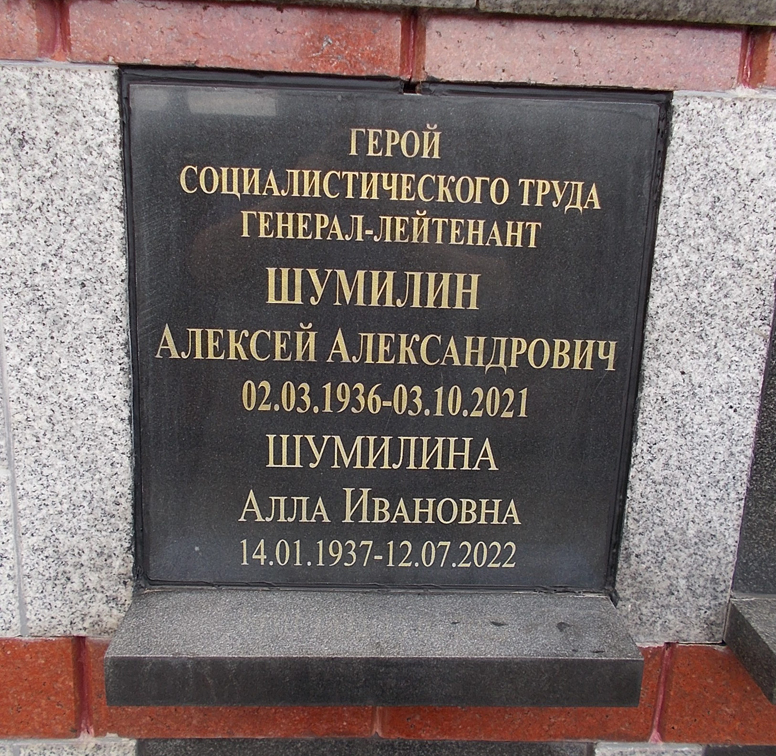 ГЕРОЙ
СОЦИАЛИСТИЧЕСКОГО ТРУДА
ГЕНЕРАЛ-ЛЕЙТЕНАНТ
ШУМИЛИН
АЛЕКСЕЙ АЛЕКСАНДРОВИЧ
02.03.1936-03.10.2021
ШУМИЛИНА
АЛЛА ИВАНОВНА
14.01.1937-12.07.2022